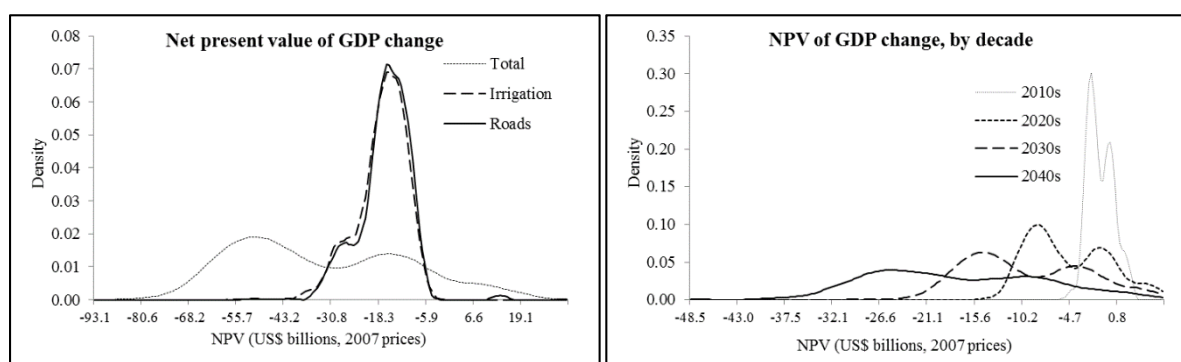 Net present value of GDP change
Total
Irrigation
Roads
Density
0.08
0.07
0.06
0.05
0.04
0.03
0.02
0.01
0.00
-93.1 -80.6 -68.2 -55.7 -43.2 -30.8 -18.3 -5.9 6.6 19.1
NPV (US$ billions, 2007 prices)
NPV of GDP change, by decade
2010s
2020s
2030s
2040s
Density
0.35
0.30
0.25
0.20
0.15
0.10
0.05
0.00
-48.5 -43.0 -37.5 -32.1 -26.6 -21.1 -15.6 -10.2 -4.7 0.8
NPV (US$ billions, 2007 prices)